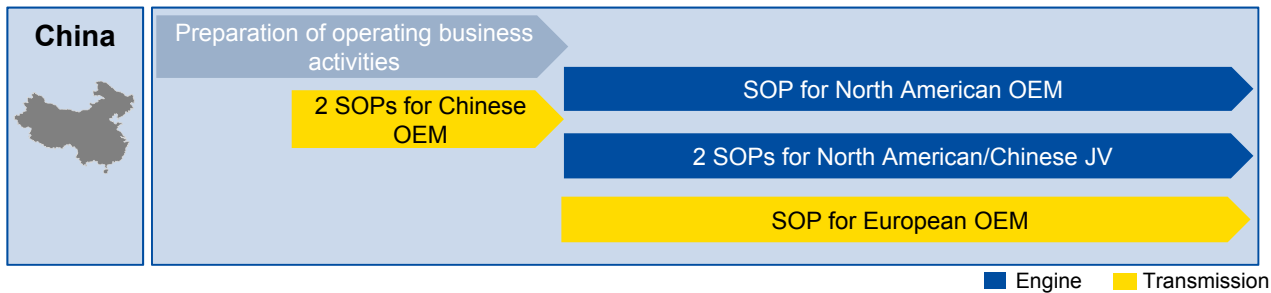 China
Preparation of operating business
activities
2 SOPs for Chinese
OEM
SOP for North American OEM
2 SOPs for North American/Chinese JV
SOP for European OEM
Engine
Transmission